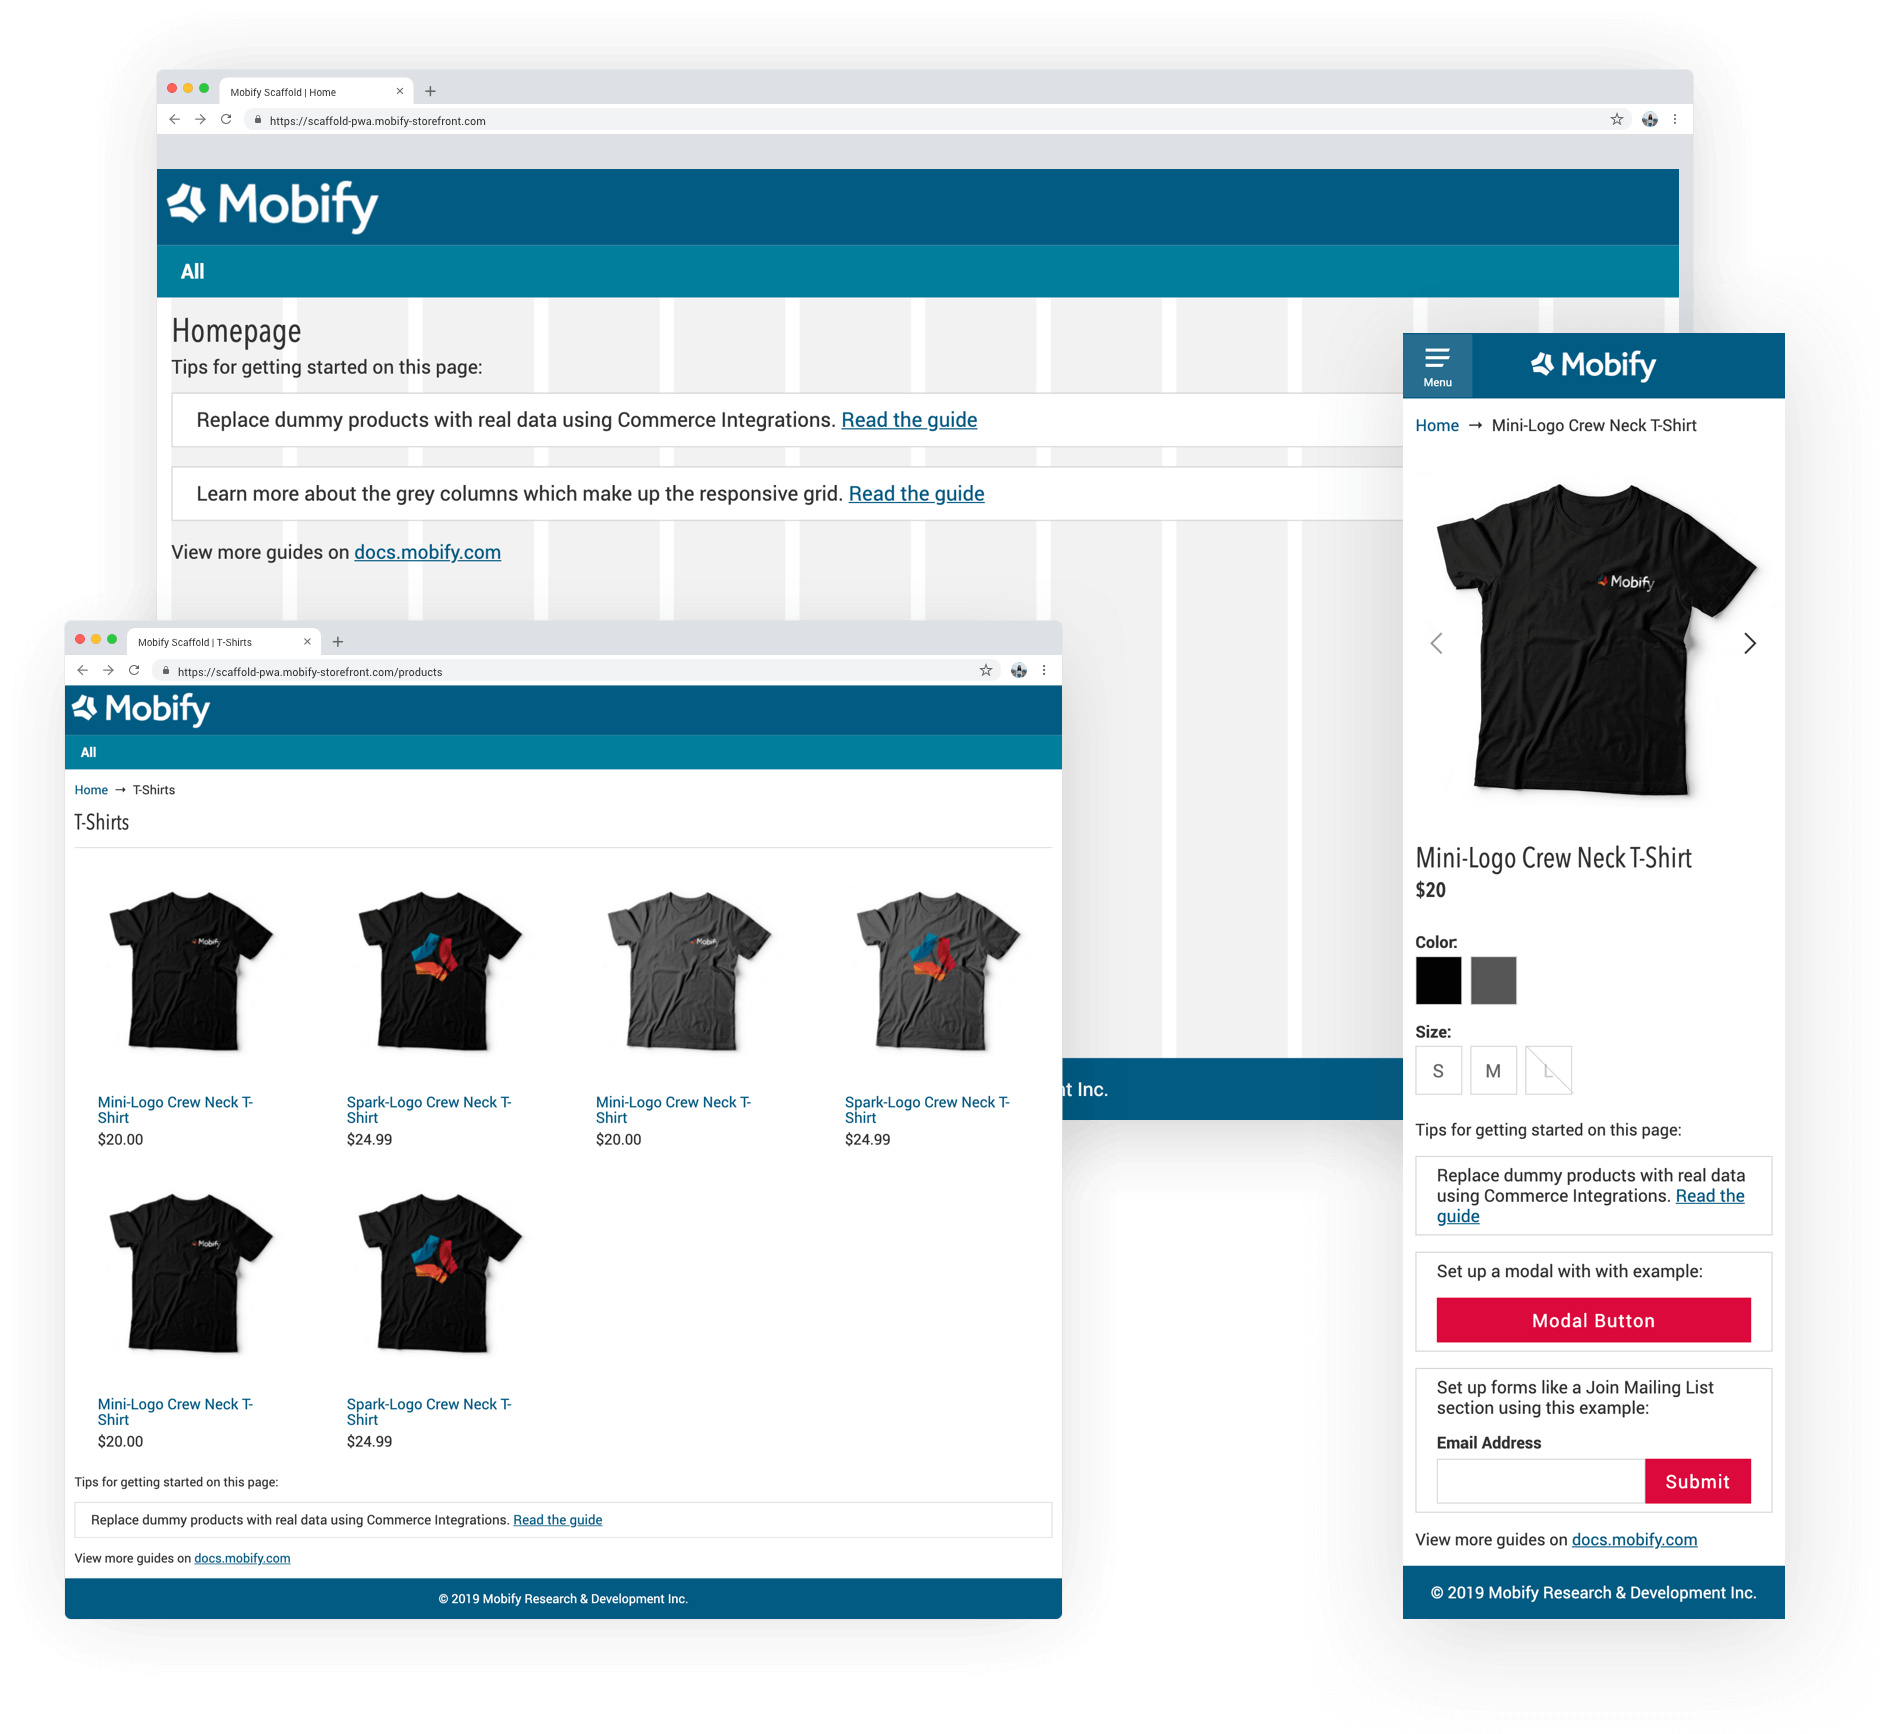 Mobify Scaffold | Home
https://scaffold-pwa.mobify-storefront.com
Mobify
All
Homepage
Tips for getting started on this page:
Replace dummy products with real data using Commerce Integrations. Read the guide
Learn more about the grey columns which make up the responsive grid. Read the guide
View more guides on docs.mobify.com
Inc.
Mobify Scaffold | T-Shirts
https://scaffold-pwa.mobify-storefront.com/products
Mobify
All
Home → T-Shirts
T-Shirts
Mobify
Mobify
Mini-Logo Crew Neck T-
Shirt
$20.00
Spark-Logo Crew Neck T-
Shirt
$24.99
Mini-Logo Crew Neck T-
Shirt
$20.00
Spark-Logo Crew Neck T-
Shirt
$24.99
Mobify
Mini-Logo Crew Neck T-
Shirt
$20.00
Spark-Logo Crew Neck T-
Shirt
$24.99
Tips for getting started on this page:
Replace dummy products with real data using Commerce Integrations. Read the guide
View more guides on docs.mobify.com
© 2019 Mobify Research & Development Inc.
Menu
Mobify
Home → Mini-Logo Crew Neck T-Shirt
Mobify
Mini-Logo Crew Neck T-Shirt
$20
Color:
Size:
S M L
Tips for getting started on this page:
Replace dummy products with real data
using Commerce Integrations. Read the
guide
Set up a modal with with example:
Modal Button
Set up forms like a Join Mailing List
section using this example:
Email Address
Submit
View more guides on docs.mobify.com
© 2019 Mobify Research & Development Inc.